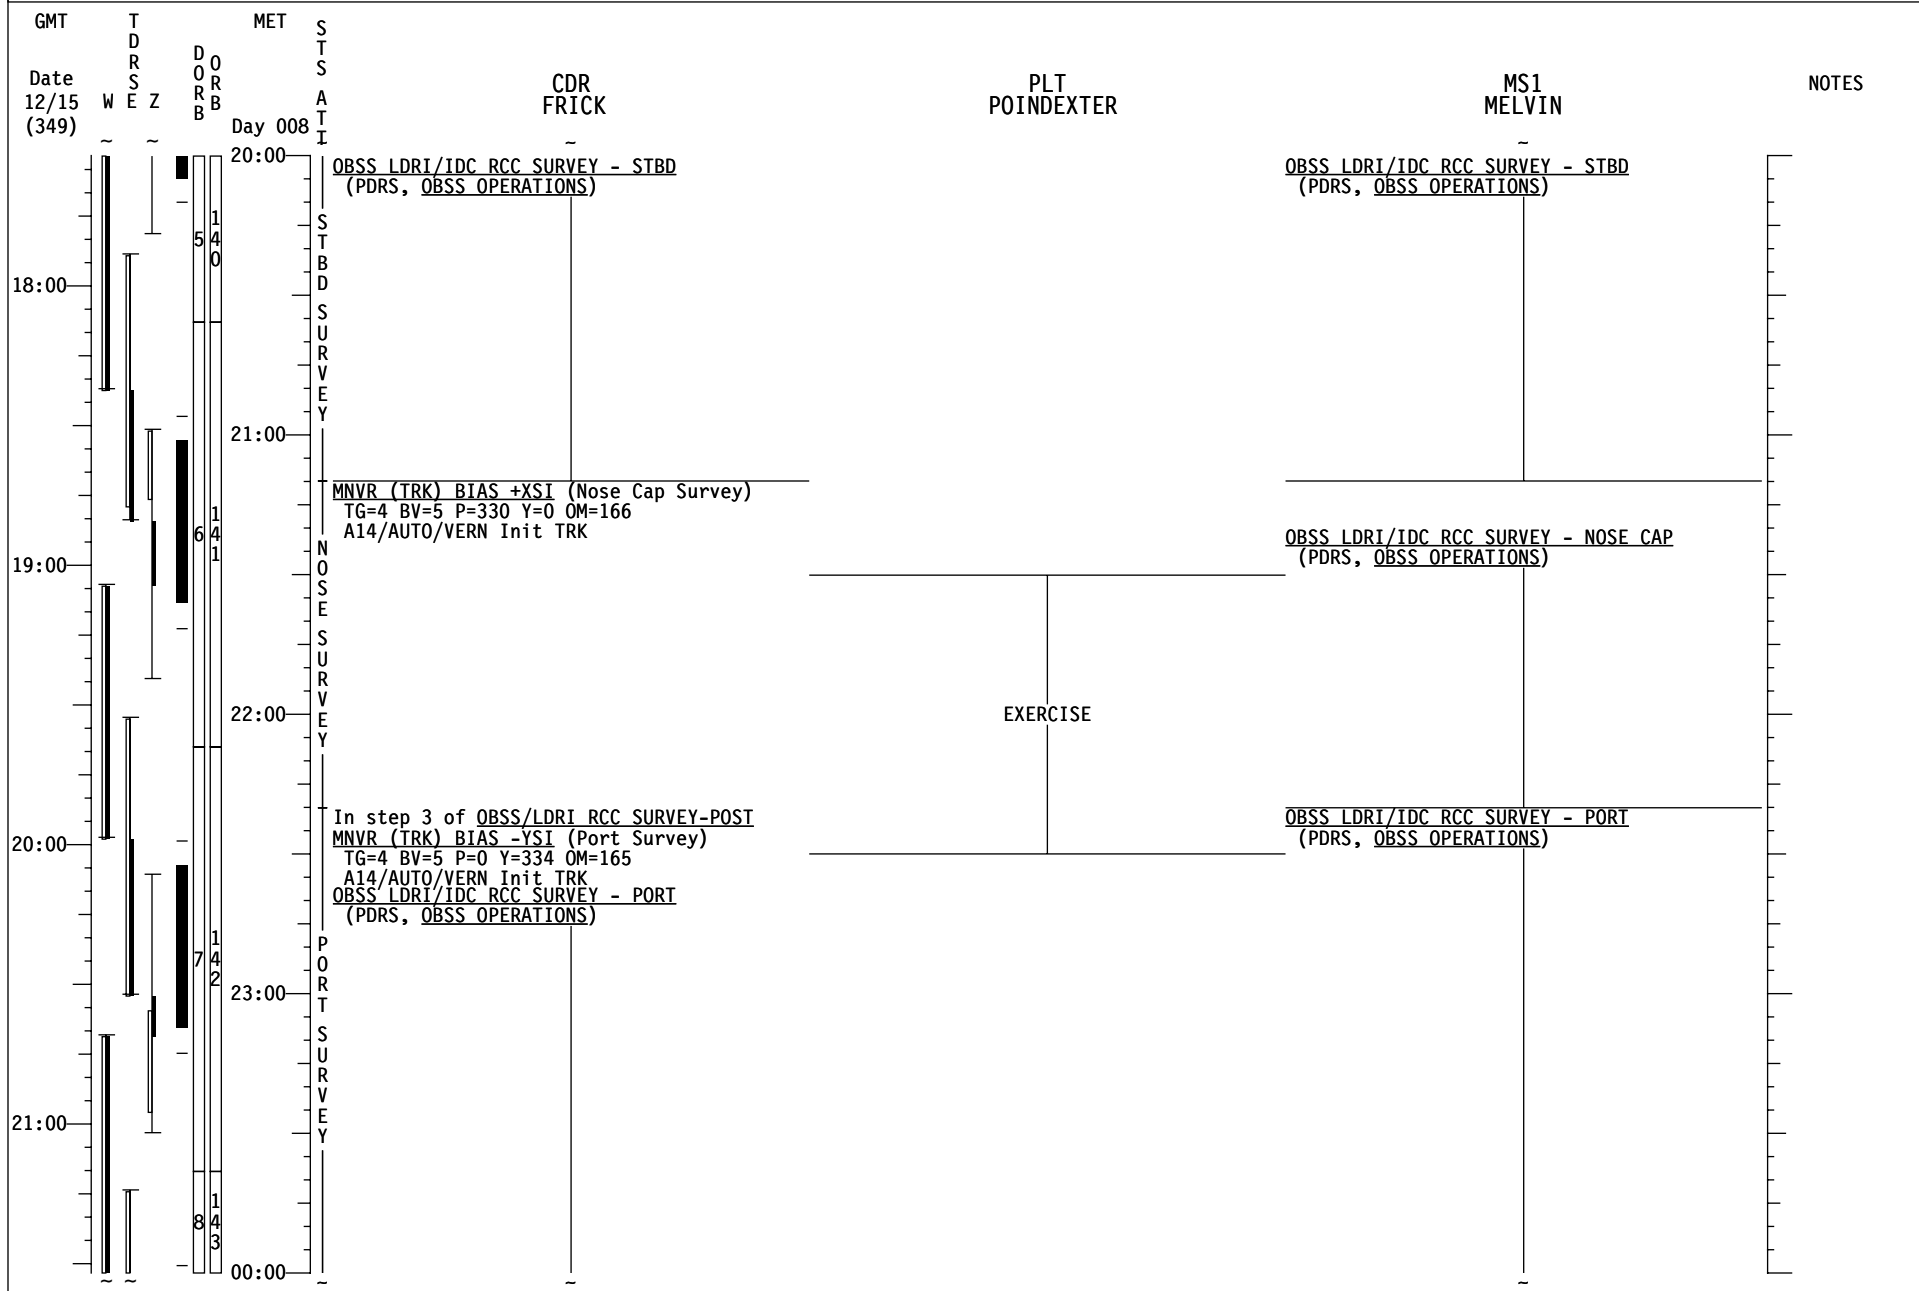 GMT
TDRS
MET
STS ATT
DORB
ORB
Date
12/15
(349)
W E Z
Day 008
CDR
FRICK
PLT
POINDEXTER
MS1
MELVIN
NOTES
~ ~ ~ ~
20:00
OBSS LDRI/IDC RCC SURVEY - STBD
(PDRS, OBSS OPERATIONS)
OBSS LDRI/IDC RCC SURVEY - STBD
(PDRS, OBSS OPERATIONS)
5
140
STBD SURVEY
18:00
21:00
MNVR (TRK) BIAS +XSI (Nose Cap Survey)
TG=4 BV=5 P=330 Y=0 OM=166
A14/AUTO/VERN Init TRK
6
141
NOSE SURVEY
OBSS LDRI/IDC RCC SURVEY - NOSE CAP
(PDRS, OBSS OPERATIONS)
19:00
22:00
EXERCISE
In step 3 of OBSS/LDRI RCC SURVEY-POST
MNVR (TRK) BIAS -YSI (Port Survey)
TG=4 BV=5 P=0 Y=334 OM=165
A14/AUTO/VERN Init TRK
OBSS LDRI/IDC RCC SURVEY - PORT
(PDRS, OBSS OPERATIONS)
OBSS LDRI/IDC RCC SURVEY - PORT
(PDRS, OBSS OPERATIONS)
20:00
7
142
PORT SURVEY
23:00
21:00
8
143
00:00
~ ~ ~ ~ ~